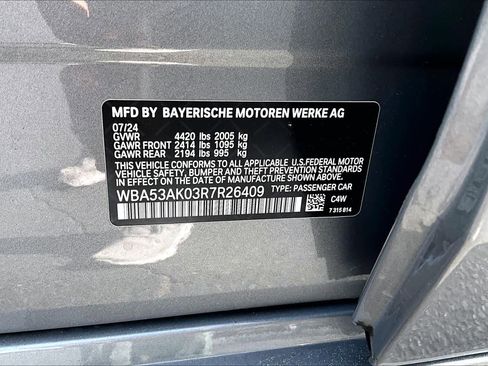 MFD BY BAYERISCHE MOTOREN WERKE AG
07/24
GVWR 4420 lbs 2005 kg
GAWR FRONT 2414 lbs 1095 kg
GAWR REAR 2194 lbs 995 kg
THIS VEHICLE CONFORMS TO ALL APPLICABLE U.S.FEDERAL MOTOR
VEHICLE SAFETY, BUMPER, AND THEFT PREVENTION STANDARDS
IN EFFECT ON THE DATE OF MANUFACTURE SHOWN ABOVE.
WBA53AK03R7R26409 TYPE: PASSENGER CAR
C4W
7 315 814